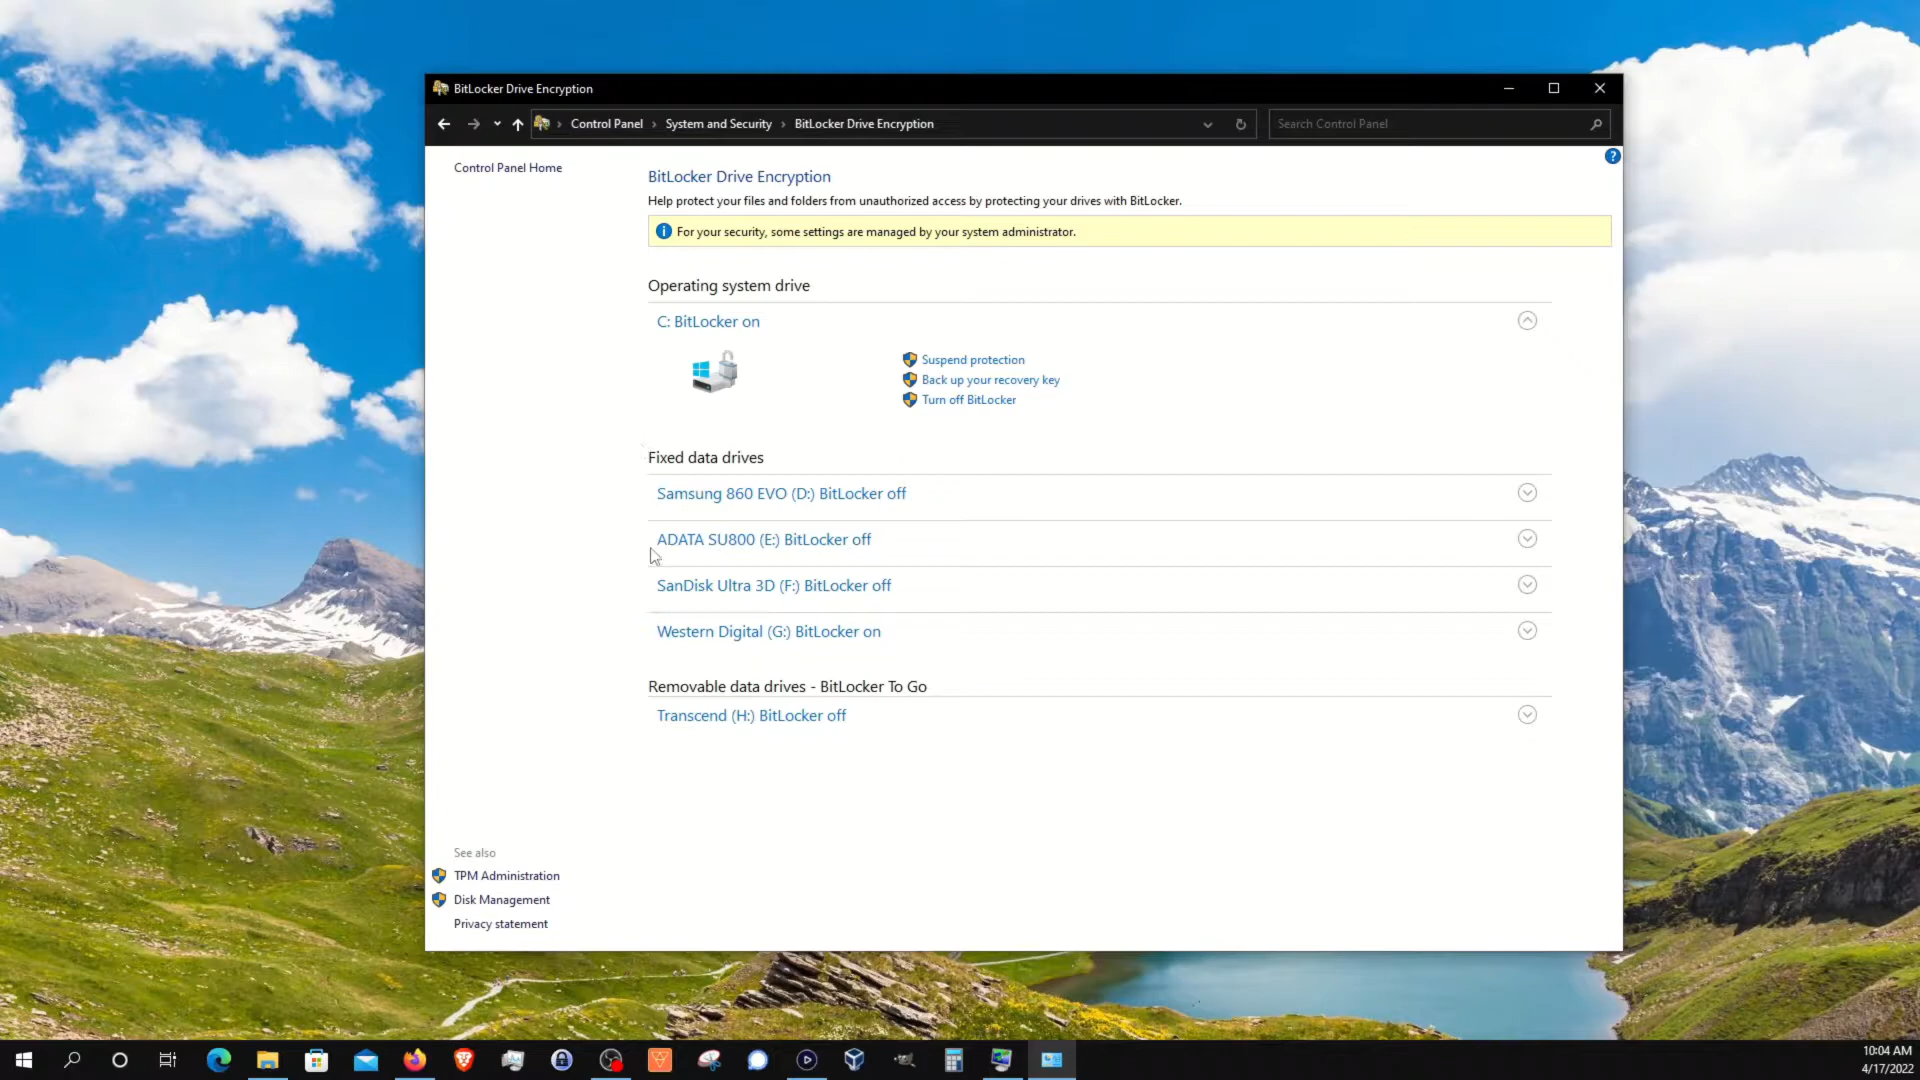 BitLocker Drive Encryption
Control Panel › System and Security › BitLocker Drive Encryption
Search Control Panel
Control Panel Home
BitLocker Drive Encryption
Help protect your files and folders from unauthorized access by protecting your drives with BitLocker.
For your security, some settings are managed by your system administrator.
Operating system drive
C: BitLocker on
Suspend protection
Back up your recovery key
Turn off BitLocker
Fixed data drives
Samsung 860 EVO (D:) BitLocker off
ADATA SU800 (E:) BitLocker off
SanDisk Ultra 3D (F:) BitLocker off
Western Digital (G:) BitLocker on
Removable data drives - BitLocker To Go
Transcend (H:) BitLocker off
See also
TPM Administration
Disk Management
Privacy statement
10:04 AM
4/17/2022